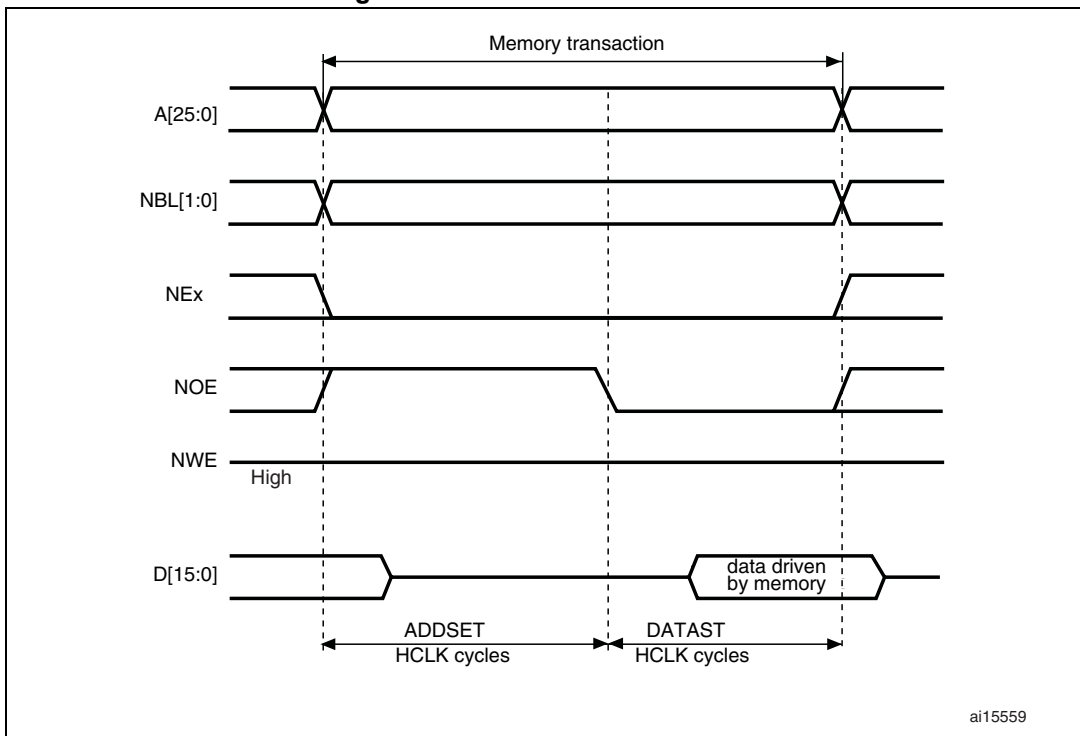 Memory transaction
A[25:0]
NBL[1:0]
NEx
NOE
NWE
High
D[15:0]
data driven
by memory
ADDSET
HCLK cycles
DATAST
HCLK cycles
ai15559